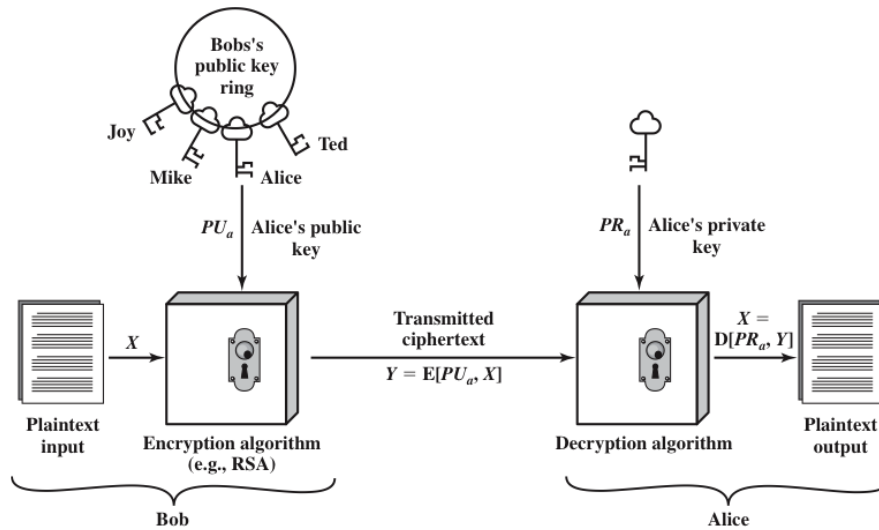 Bobs's
public key
ring
Joy
Ted
Mike
Alice
PUₐ
Alice's public
key
PRₐ
Alice's private
key
X
Transmitted
ciphertext
Y = E[PUₐ, X]
X =
D[PRₐ, Y]
Plaintext
input
Encryption algorithm
(e.g., RSA)
Decryption algorithm
Plaintext
output
Bob
Alice